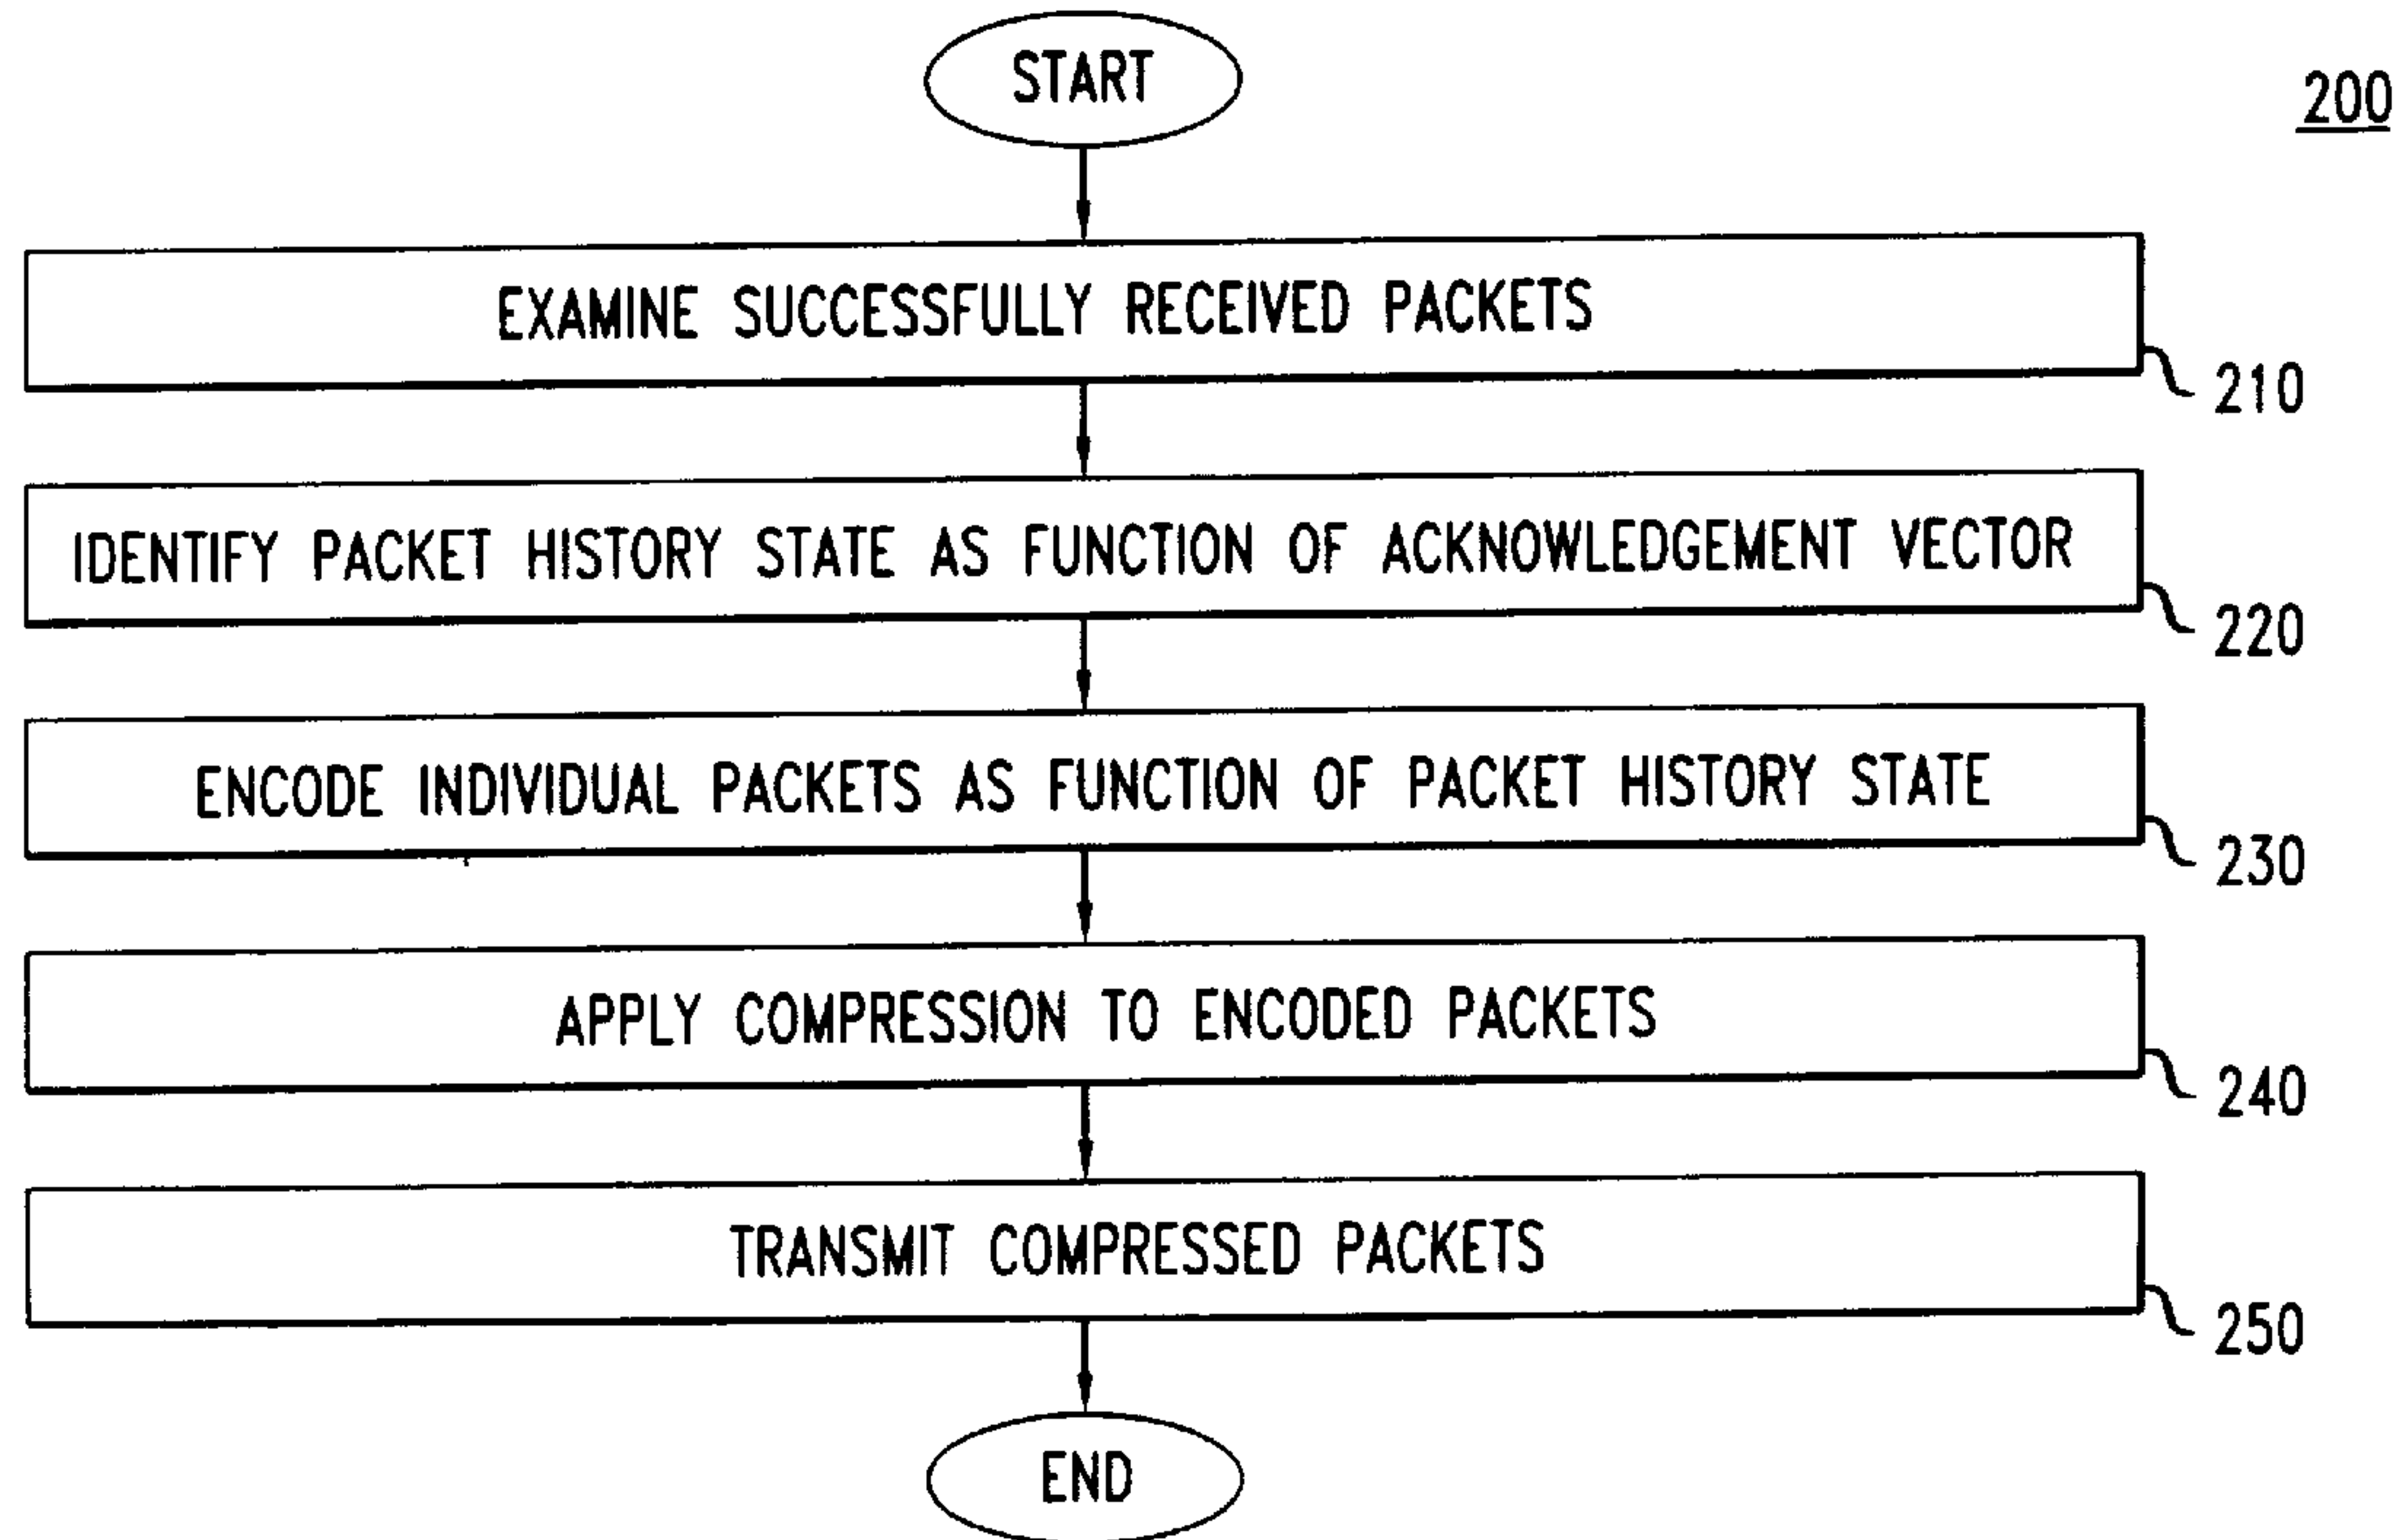 START
200
EXAMINE SUCCESSFULLY RECEIVED PACKETS
210
IDENTIFY PACKET HISTORY STATE AS FUNCTION OF ACKNOWLEDGEMENT VECTOR
220
ENCODE INDIVIDUAL PACKETS AS FUNCTION OF PACKET HISTORY STATE
230
APPLY COMPRESSION TO ENCODED PACKETS
240
TRANSMIT COMPRESSED PACKETS
250
END